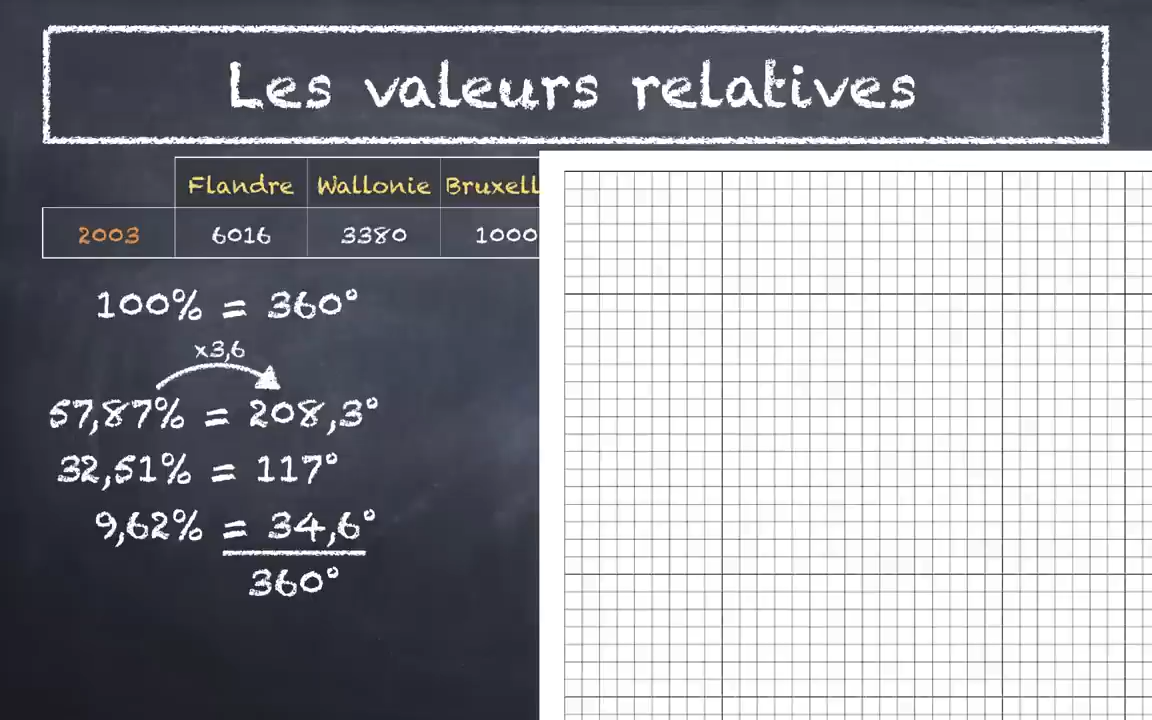 Les valeurs relatives
Flandre Wallonie Bruxell
2003 6016 3380 1000
100% = 360°
x3,6
57,87% = 208,3°
32,51% = 117°
9,62% = 34,6°
360°